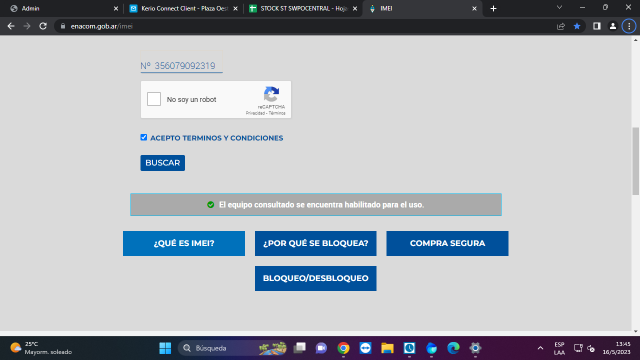 Admin
Kerio Connect Client - Plaza Oest
STOCK ST SWPOCENTRAL - Hoja
IMEI
enacom.gob.ar/imei
Nº 356079092319
No soy un robot
reCAPTCHA
Privacidad - Términos
ACEPTO TERMINOS Y CONDICIONES
BUSCAR
El equipo consultado se encuentra habilitado para el uso.
¿QUÉ ES IMEI?
¿POR QUÉ SE BLOQUEA?
COMPRA SEGURA
BLOQUEO/DESBLOQUEO
25°C
Mayorm. soleado
Búsqueda
ESP
LAA
13:45
16/5/2023